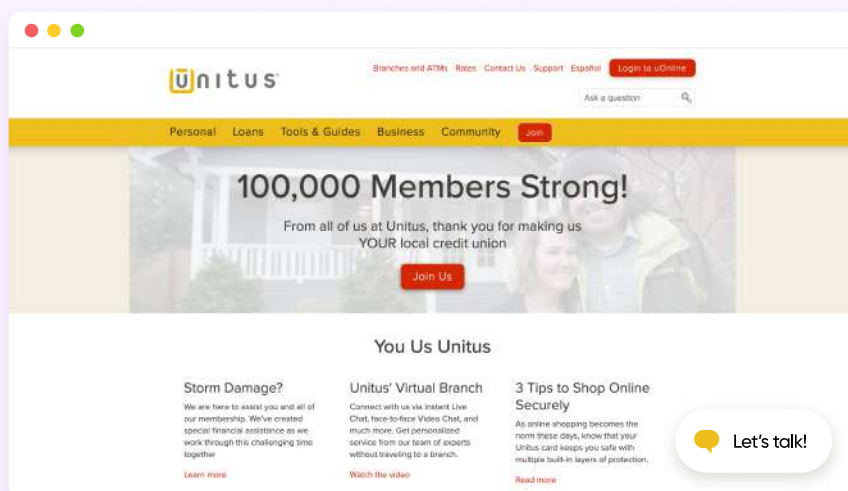 Branches and ATMs Rates Contact Us Support Español Login to uOnline
ūnitus
Ask a question
Personal Loans Tools & Guides Business Community Join
100,000 Members Strong!
From all of us at Unitus, thank you for making us
YOUR local credit union
Join Us
You Us Unitus
Storm Damage?
We are here to assist you and all of
our membership. We've created
special financial assistance as we
work through this challenging time
together
Learn more
Unitus' Virtual Branch
Connect with us via instant Live
Chat, face-to-face Video Chat, and
much more. Get personalized
service from our team of experts
without traveling to a branch.
Watch the video
3 Tips to Shop Online
Securely
As online shopping becomes the
norm these days, know that your
Unitus card keeps you safe with
multiple built-in layers of protection.
Read more
Let's talk!